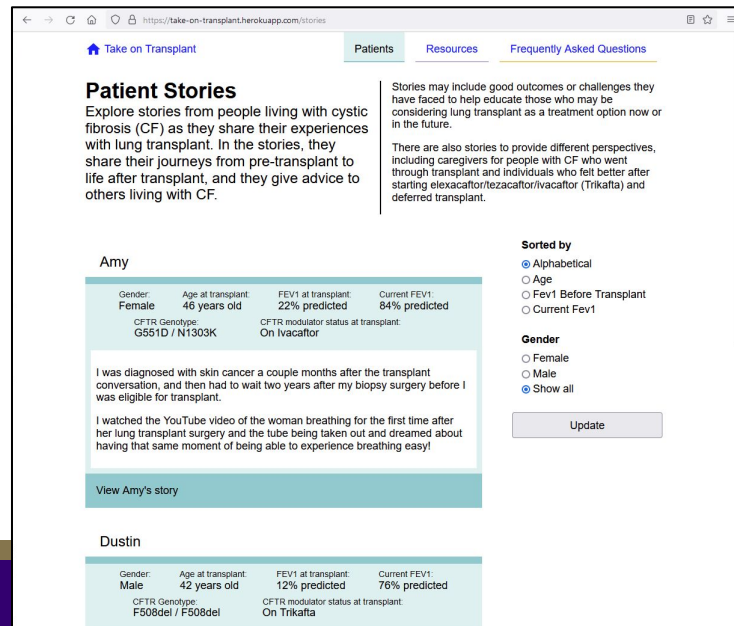 https://take-on-transplant.herokuapp.com/stories
Take on Transplant
Patients
Resources
Frequently Asked Questions
Patient Stories
Explore stories from people living with cystic
fibrosis (CF) as they share their experiences
with lung transplant. In the stories, they
share their journeys from pre-transplant to
life after transplant, and they give advice to
others living with CF.
Stories may include good outcomes or challenges they
have faced to help educate those who may be
considering lung transplant as a treatment option now or
in the future.
There are also stories to provide different perspectives,
including caregivers for people with CF who went
through transplant and individuals who felt better after
starting elexacaftor/tezacaftor/ivacaftor (Trikafta) and
deferred transplant.
Amy
Gender: Age at transplant: FEV1 at transplant: Current FEV1:
Female 46 years old 22% predicted 84% predicted
CFTR Genotype: CFTR modulator status at transplant:
G551D / N1303K On Ivacaftor
I was diagnosed with skin cancer a couple months after the transplant
conversation, and then had to wait two years after my biopsy surgery before I
was eligible for transplant.
I watched the YouTube video of the woman breathing for the first time after
her lung transplant surgery and the tube being taken out and dreamed about
having that same moment of being able to experience breathing easy!
View Amy's story
Dustin
Gender: Age at transplant: FEV1 at transplant: Current FEV1:
Male 42 years old 12% predicted 76% predicted
CFTR Genotype: CFTR modulator status at transplant:
F508del / F508del On Trikafta
Sorted by
Alphabetical
Age
Fev1 Before Transplant
Current Fev1
Gender
Female
Male
Show all
Update